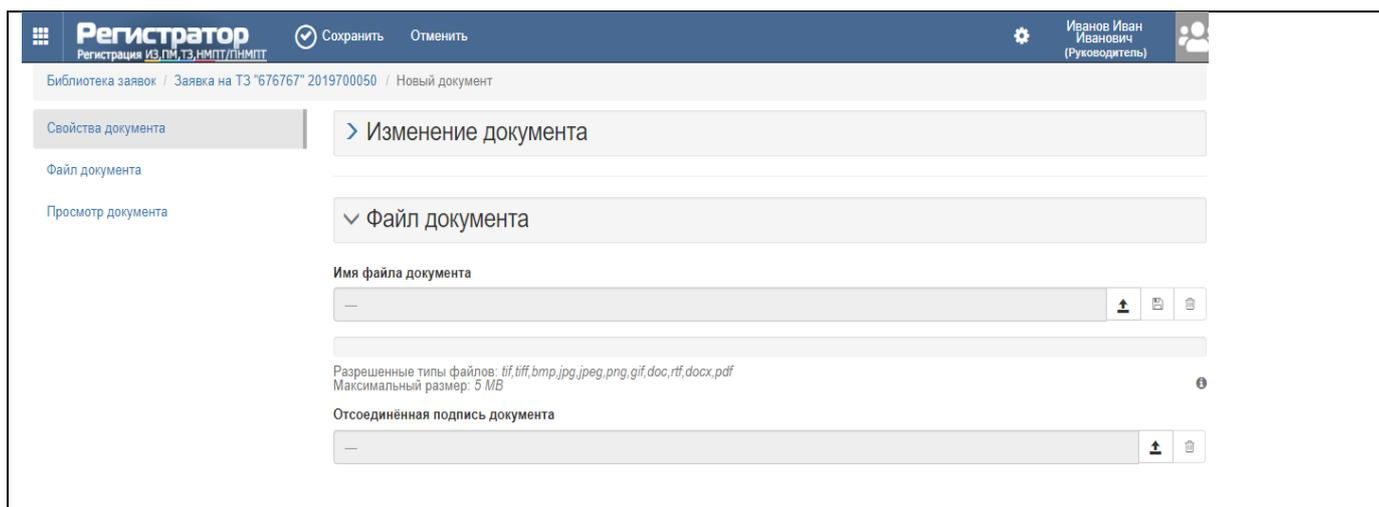 Регистратор
Регистрация ИЗ,ПМ,ТЗ,НМПТ/ПНМПТ
Сохранить Отменить
Иванов Иван
Иванович
(Руководитель)
Библиотека заявок / Заявка на ТЗ "676767" 2019700050 / Новый документ
Свойства документа
Файл документа
Просмотр документа
Изменение документа
Файл документа
Имя файла документа
—
Разрешенные типы файлов: tif,tiff,bmp,jpg,jpeg,png,gif,doc,rtf,docx,pdf
Максимальный размер: 5 MB
Отсоединённая подпись документа
—